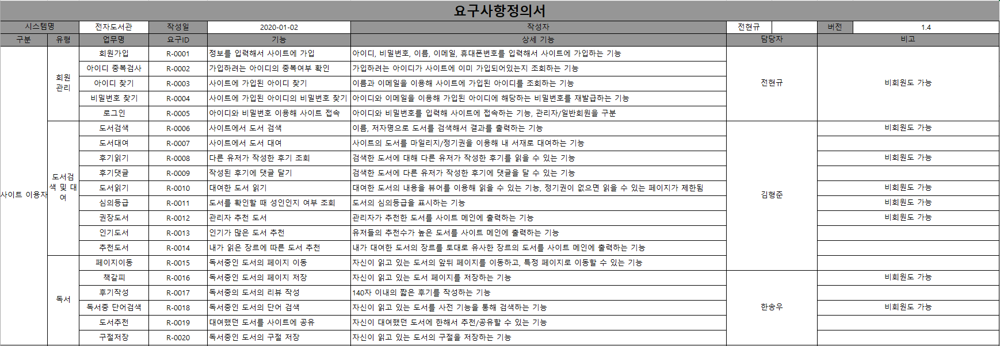 요구사항정의서
시스템명 전자도서관 작성일 2020-01-02 작성자 전현규 버전 1.4
구분 유형 업무명 요구ID 기능 상세 기능 담당자 비고
사이트 이용자
회원
관리
회원가입 R-0001 정보를 입력해서 사이트에 가입 아이디, 비밀번호, 이름, 이메일, 휴대폰번호를 입력해서 사이트에 가입하는 기능
아이디 중복검사 R-0002 가입하려는 아이디의 중복여부 확인 가입하려는 아이디가 사이트에 이미 가입되어있는지 조회하는 기능
아이디 찾기 R-0003 사이트에 가입된 아이디 찾기 이름과 이메일을 이용해 사이트에 가입된 아이디를 조회하는 기능 전현규 비회원도 가능
비밀번호 찾기 R-0004 사이트에 가입된 아이디의 비밀번호 찾기 아이디와 이메일을 이용해 가입된 아이디에 해당하는 비밀번호를 재발급하는 기능
로그인 R-0005 아이디와 비밀번호 이용해 사이트 접속 아이디와 비밀번호를 입력해 사이트에 접속하는 기능, 관리자/일반회원을 구분
도서검
색 및 대
여
도서검색 R-0006 사이트에서 도서 검색 이름, 저자명으로 도서를 검색해서 결과를 출력하는 기능 비회원도 가능
도서대여 R-0007 사이트에서 도서 대여 사이트의 도서를 마일리지/정기권을 이용해 내 서재로 대여하는 기능
후기읽기 R-0008 다른 유저가 작성한 후기 조회 검색한 도서에 대해 다른 유저가 작성한 후기를 읽을 수 있는 기능 비회원도 가능
후기댓글 R-0009 작성된 후기에 댓글 달기 검색한 도서에 다른 유저가 작성한 후기에 댓글을 달 수 있는 기능
도서읽기 R-0010 대여한 도서 읽기 대여한 도서의 내용을 뷰어를 이용해 읽을 수 있는 기능, 정기권이 없으면 읽을 수 있는 페이지가 제한됨 김형준 비회원도 가능
심의등급 R-0011 도서를 확인할 때 성인인지 여부 조회 도서의 심의등급을 표시하는 기능 비회원도 가능
권장도서 R-0012 관리자 추천 도서 관리자가 추천한 도서를 사이트 메인에 출력하는 기능 비회원도 가능
인기도서 R-0013 인기가 많은 도서 추천 유저들의 추천수가 높은 도서를 사이트 메인에 출력하는 기능
추천도서 R-0014 내가 읽은 장르에 따른 도서 추천 내가 대여한 도서의 장르를 토대로 유사한 장르의 도서를 사이트 메인에 출력하는 기능
독서
페이지이동 R-0015 독서중인 도서의 페이지 이동 자신이 읽고 있는 도서의 앞뒤 페이지를 이동하고, 특정 페이지로 이동할 수 있는 기능
책갈피 R-0016 독서중인 도서의 페이지 저장 자신이 읽고 있는 도서 페이지를 저장하는 기능 비회원도 가능
후기작성 R-0017 독서중의 도서의 리뷰 작성 140자 이내의 짧은 후기를 작성하는 기능
독서중 단어검색 R-0018 독서중인 도서의 단어 검색 자신이 읽고 있는 도서를 사전 기능을 통해 검색하는 기능 한송우 비회원도 가능
도서추천 R-0019 대여했던 도서를 사이트에 공유 자신이 대여했던 도서에 한해서 추천/공유할 수 있는 기능
구절저장 R-0020 독서중인 도서의 구절 저장 자신이 읽고 있는 도서의 구절을 저장하는 기능